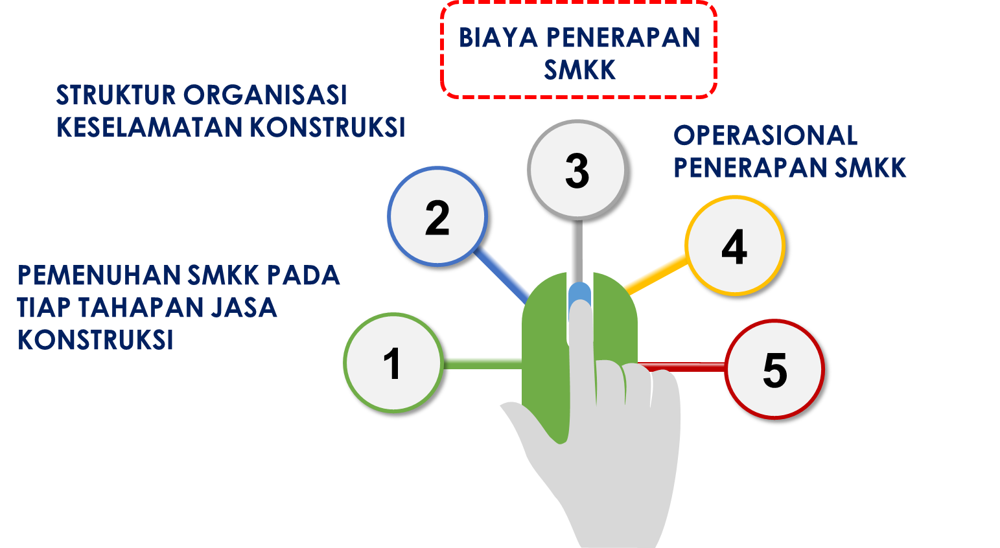 BIAYA PENERAPAN
SMKK
STRUKTUR ORGANISASI
KESELAMATAN KONSTRUKSI
OPERASIONAL
PENERAPAN SMKK
3
2
4
PEMENUHAN SMKK PADA
TIAP TAHAPAN JASA
KONSTRUKSI
1
5